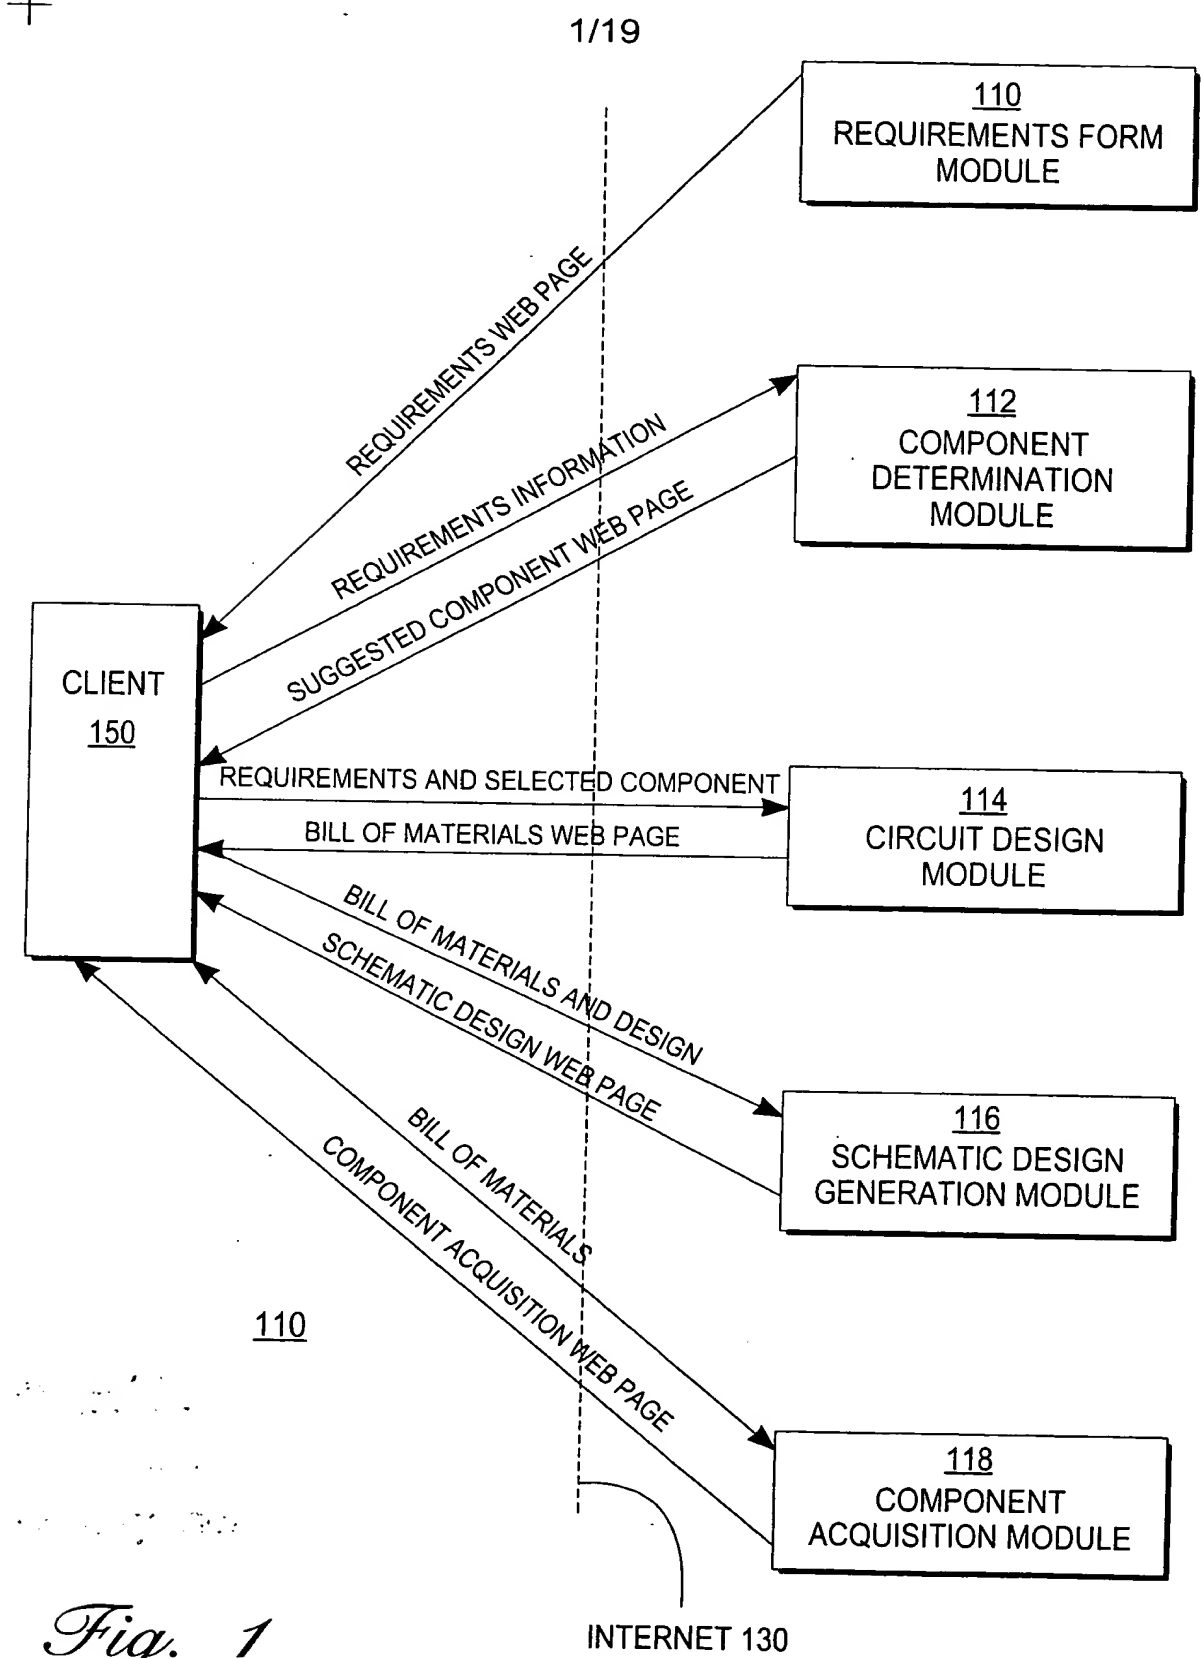 1/19
110
REQUIREMENTS FORM
MODULE
REQUIREMENTS WEB PAGE
112
COMPONENT
DETERMINATION
MODULE
REQUIREMENTS INFORMATION
SUGGESTED COMPONENT WEB PAGE
CLIENT
150
REQUIREMENTS AND SELECTED COMPONENT
BILL OF MATERIALS WEB PAGE
114
CIRCUIT DESIGN
MODULE
BILL OF MATERIALS AND DESIGN
SCHEMATIC DESIGN WEB PAGE
116
SCHEMATIC DESIGN
GENERATION MODULE
BILL OF MATERIALS
COMPONENT ACQUISITION WEB PAGE
110
118
COMPONENT
ACQUISITION MODULE
INTERNET 130
Fig. 1